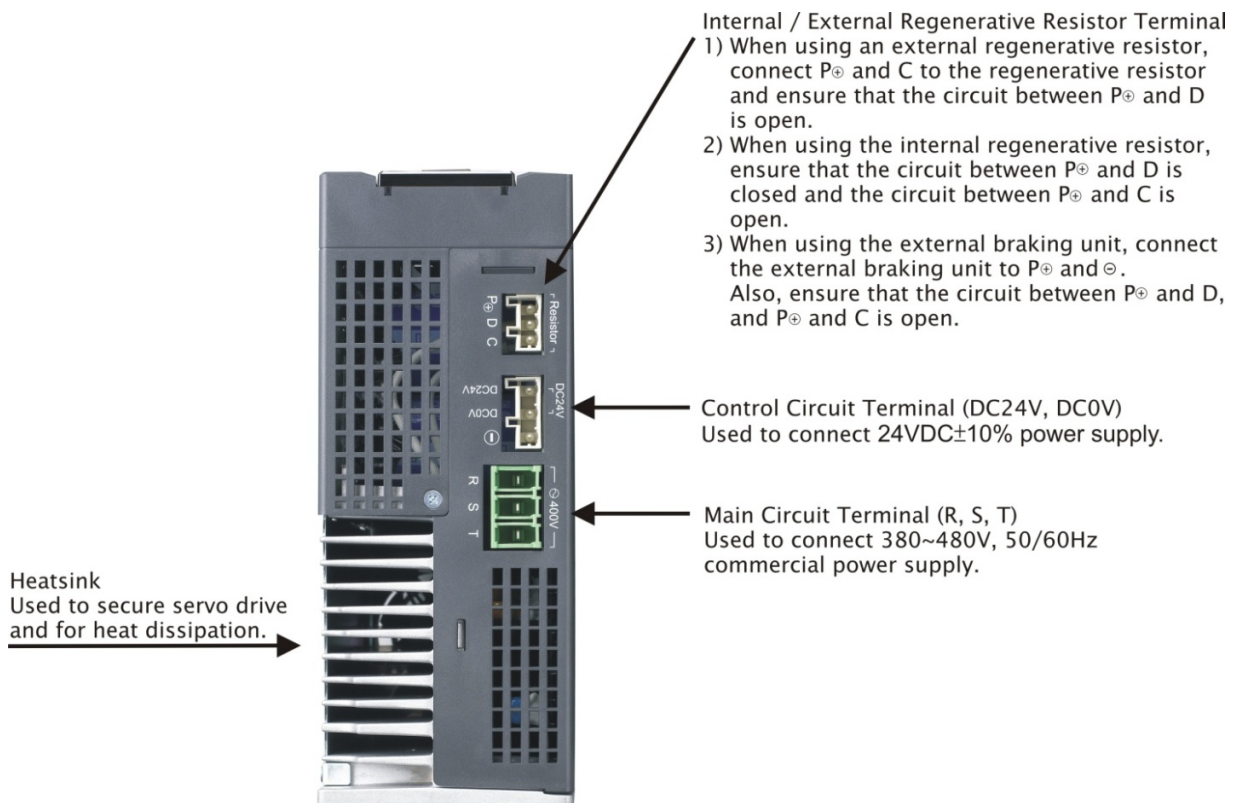 Internal / External Regenerative Resistor Terminal
1) When using an external regenerative resistor,
connect P⊕ and C to the regenerative resistor
and ensure that the circuit between P⊕ and D
is open.
2) When using the internal regenerative resistor,
ensure that the circuit between P⊕ and D is
closed and the circuit between P⊕ and C is
open.
3) When using the external braking unit, connect
the external braking unit to P⊕ and ⊖.
Also, ensure that the circuit between P⊕ and D,
and P⊕ and C is open.
P⊕ D C
Resistor
DC24V
DC0V
⊖
DC24V
Control Circuit Terminal (DC24V, DC0V)
Used to connect 24VDC±10% power supply.
R S T
400V
Main Circuit Terminal (R, S, T)
Used to connect 380~480V, 50/60Hz
commercial power supply.
Heatsink
Used to secure servo drive
and for heat dissipation.